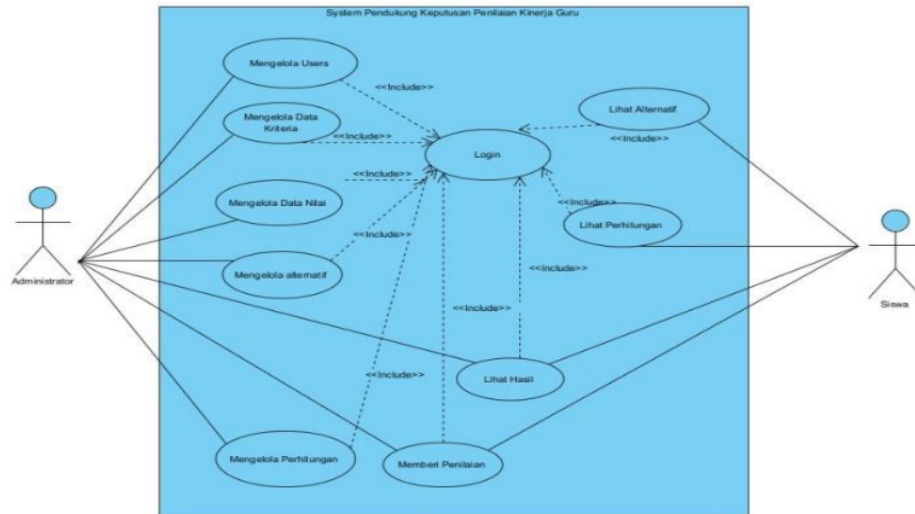 System Pendukung Keputusan Penilaian Kinerja Guru
Mengelola Users
<<Include>>
Lihat Alternatif
Mengelola Data
Kriteria
<<Include>>
<<Include>>
Login
<<Include>>
Mengelola Data Nilai
<<Include>>
Lihat Perhitungan
<<Include>>
Mengelola alternatif
<<Include>>
Administrator
Siswa
<<Include>>
Lihat Hasil
<<Include>>
Mengelola Perhitungan
Memberi Penilaian